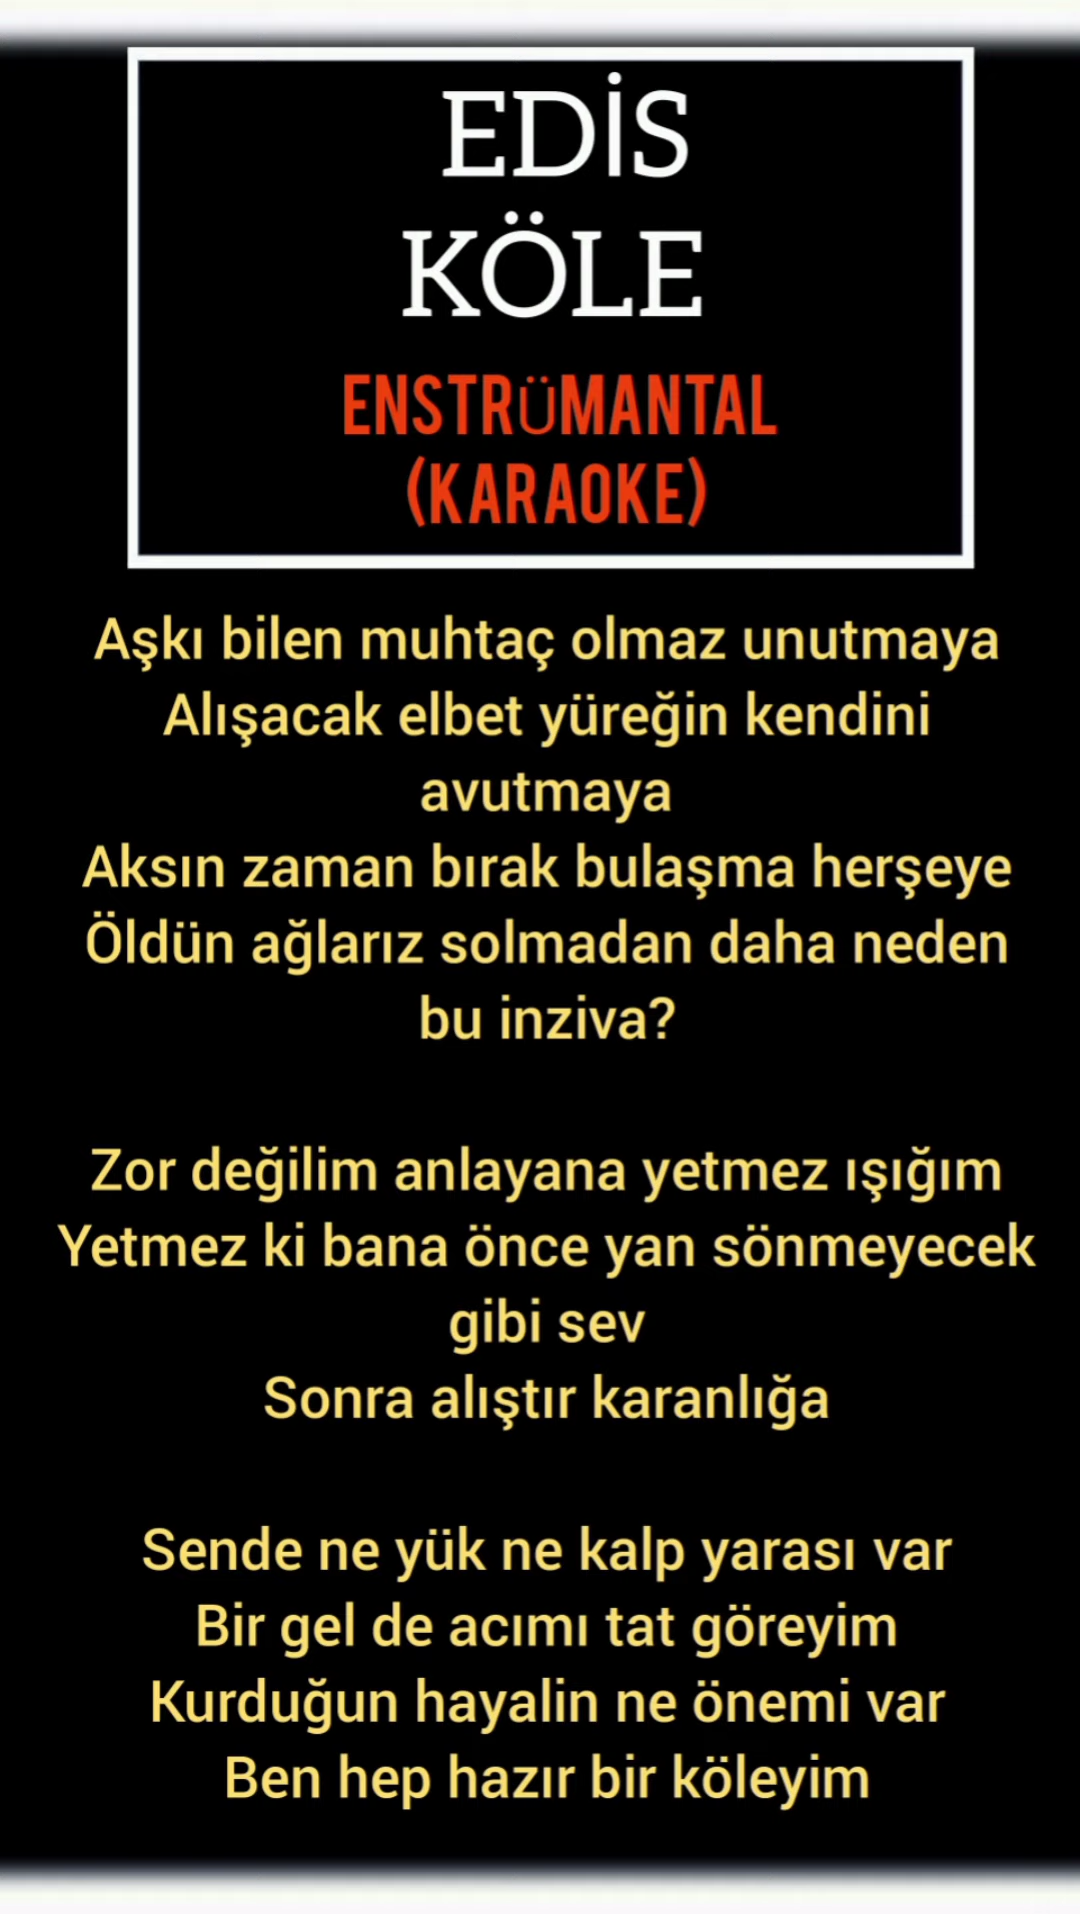 EDİS
KÖLE
ENSTRÜMANTAL
(KARAOKE)
Aşkı bilen muhtaç olmaz unutmaya
Alışacak elbet yüreğin kendini
avutmaya
Aksın zaman bırak bulaşma herşeye
Öldün ağlarız solmadan daha neden
bu inziva?
Zor değilim anlayana yetmez ışığım
Yetmez ki bana önce yan sönmeyecek
gibi sev
Sonra alıştır karanlığa
Sende ne yük ne kalp yarası var
Bir gel de acımı tat göreyim
Kurduğun hayalin ne önemi var
Ben hep hazır bir köleyim